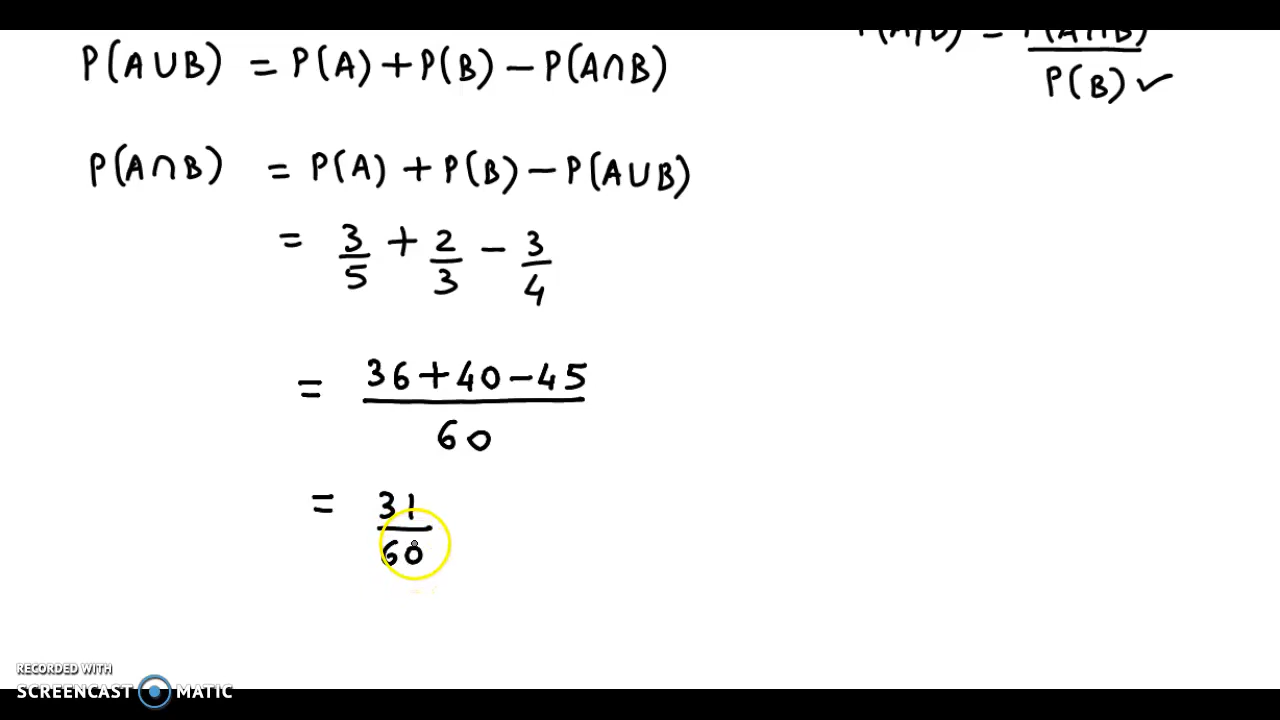 P(A∪B) = P(A) + P(B) − P(A∩B)
P(A/B) = P(A∩B)
P(B) ✓
P(A∩B) = P(A) + P(B) − P(A∪B)
= 3/5 + 2/3 − 3/4
= 36+40−45
60
= 31
60
RECORDED WITH
SCREENCAST MATIC